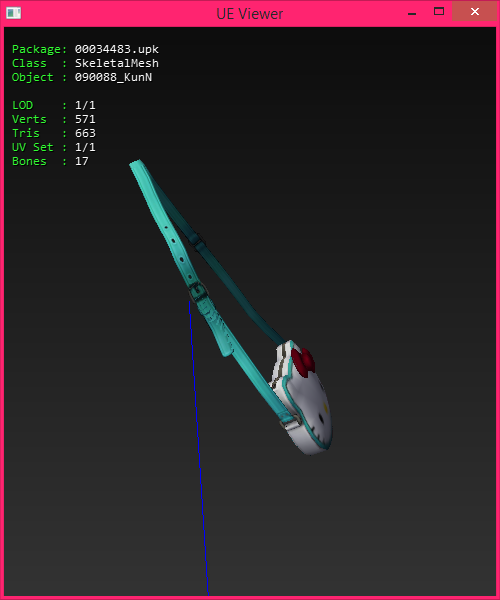 UE Viewer
Package: 00034483.upk
Class : SkeletalMesh
Object : 090088_KunN
LOD : 1/1
Verts : 571
Tris : 663
UV Set : 1/1
Bones : 17